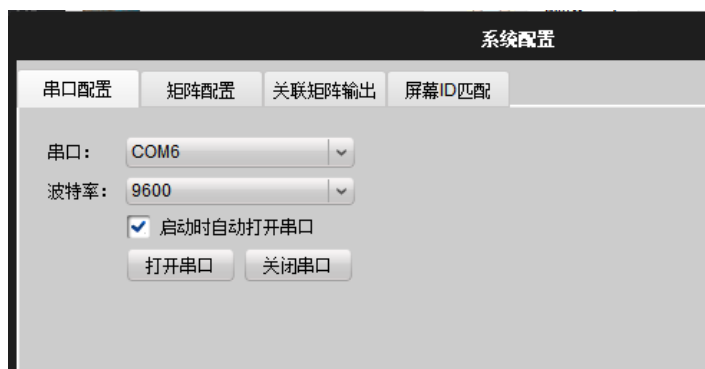 系统配置
串口配置 矩阵配置 关联矩阵输出 屏幕ID匹配
串口： COM6
波特率： 9600
启动时自动打开串口
打开串口 关闭串口